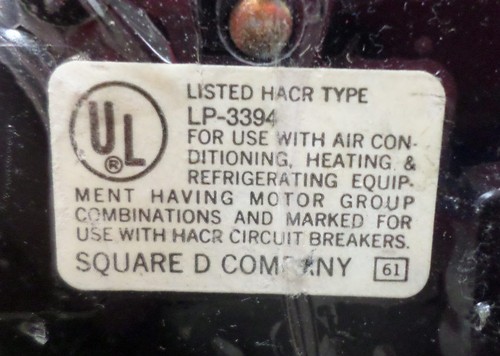 UL
®
LISTED HACR TYPE
LP-3394
FOR USE WITH AIR CON-
DITIONING, HEATING, &
REFRIGERATING EQUIP-
MENT HAVING MOTOR GROUP
COMBINATIONS AND MARKED FOR
USE WITH HACR CIRCUIT BREAKERS.
SQUARE D COMPANY 61